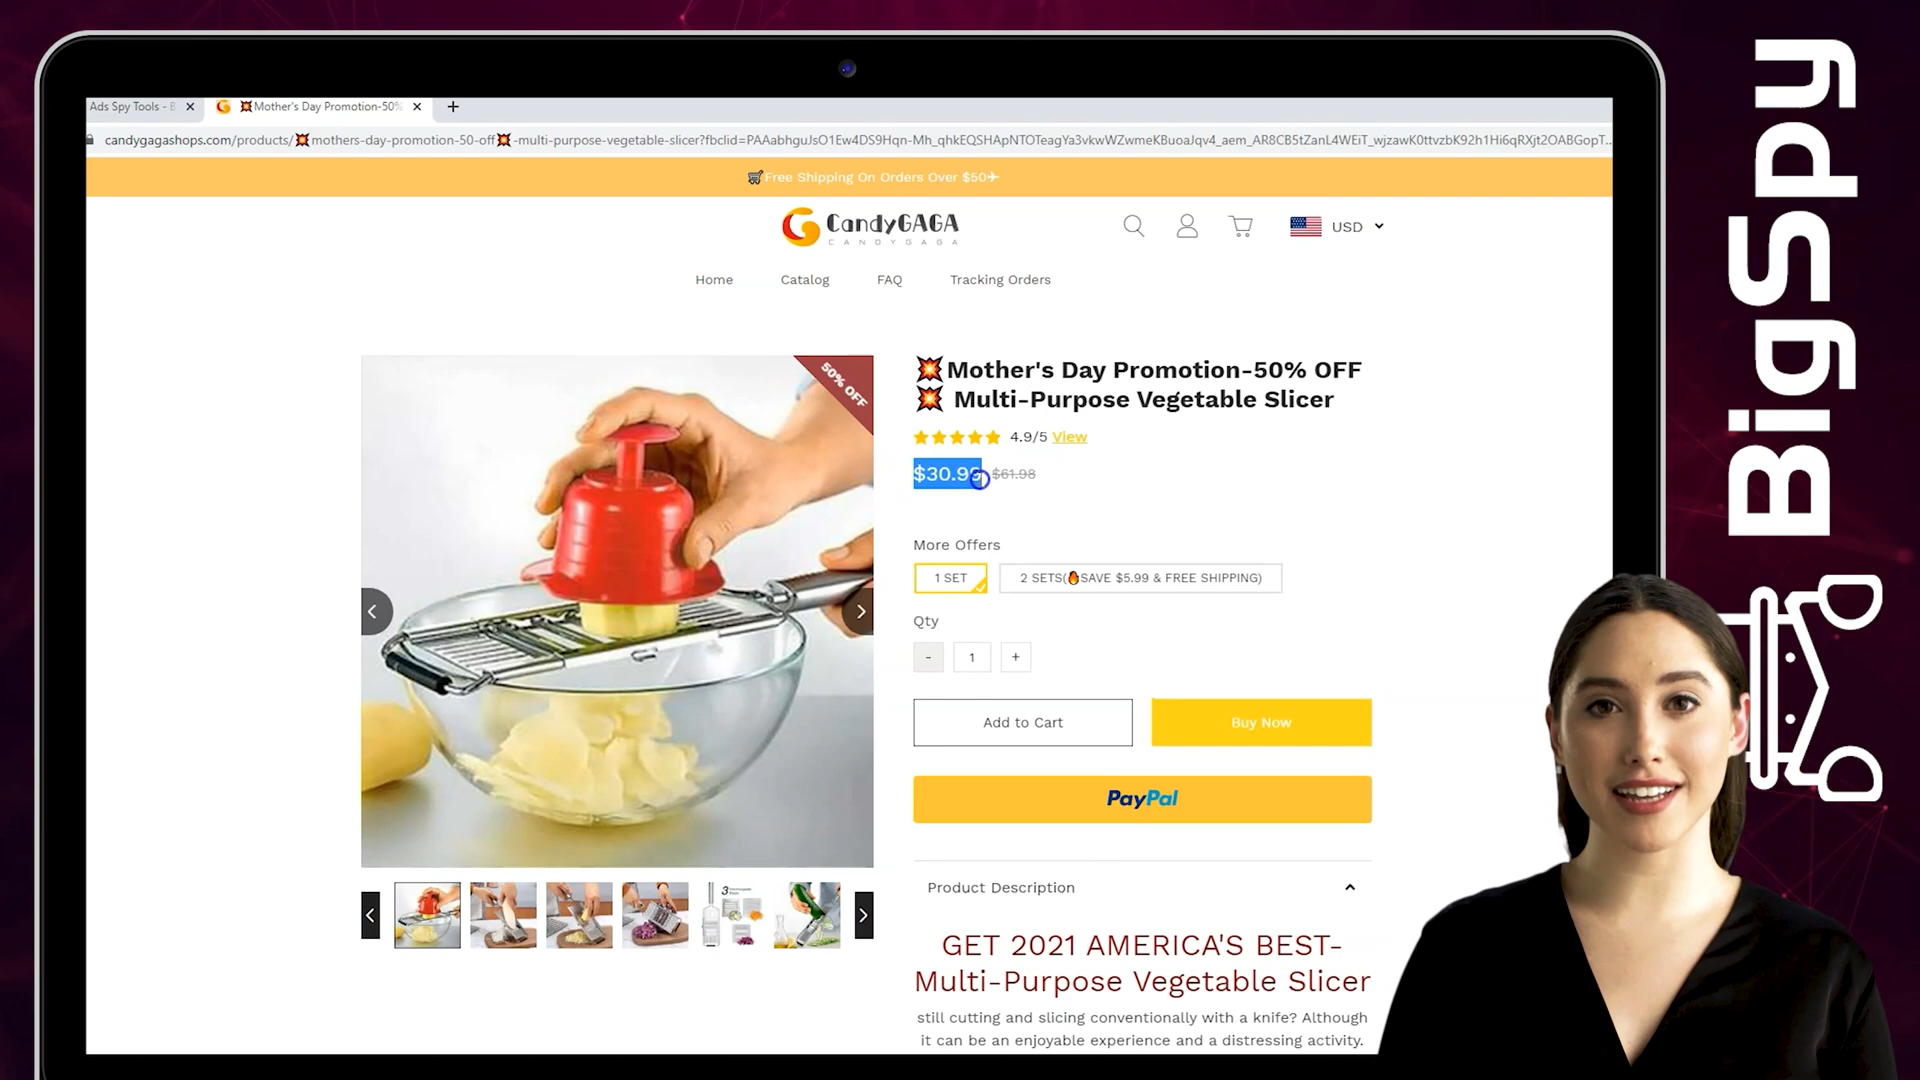 Ads Spy Tools - B
💥Mother's Day Promotion-50%
candygagashops.com/products/💥mothers-day-promotion-50-off💥-multi-purpose-vegetable-slicer?fbclid=
🛒Free Shipping On Orders Over $50✈
CandyGAGA
CANDYGAGA
USD
Home
Catalog
FAQ
Tracking Orders
50% OFF
💥Mother's Day Promotion-50% OFF
💥 Multi-Purpose Vegetable Slicer
4.9/5 View
$30.99 $61.98
More Offers
1 SET
2 SETS(🔥SAVE $5.99 & FREE SHIPPING)
Qty
- 1 +
Add to Cart
Buy Now
PayPal
3
Product Description
GET 2021 AMERICA'S BEST-
Multi-Purpose Vegetable Slicer
still cutting and slicing conventionally with a knife? Although
it can be an enjoyable experience and a distressing activity.
BigSpy